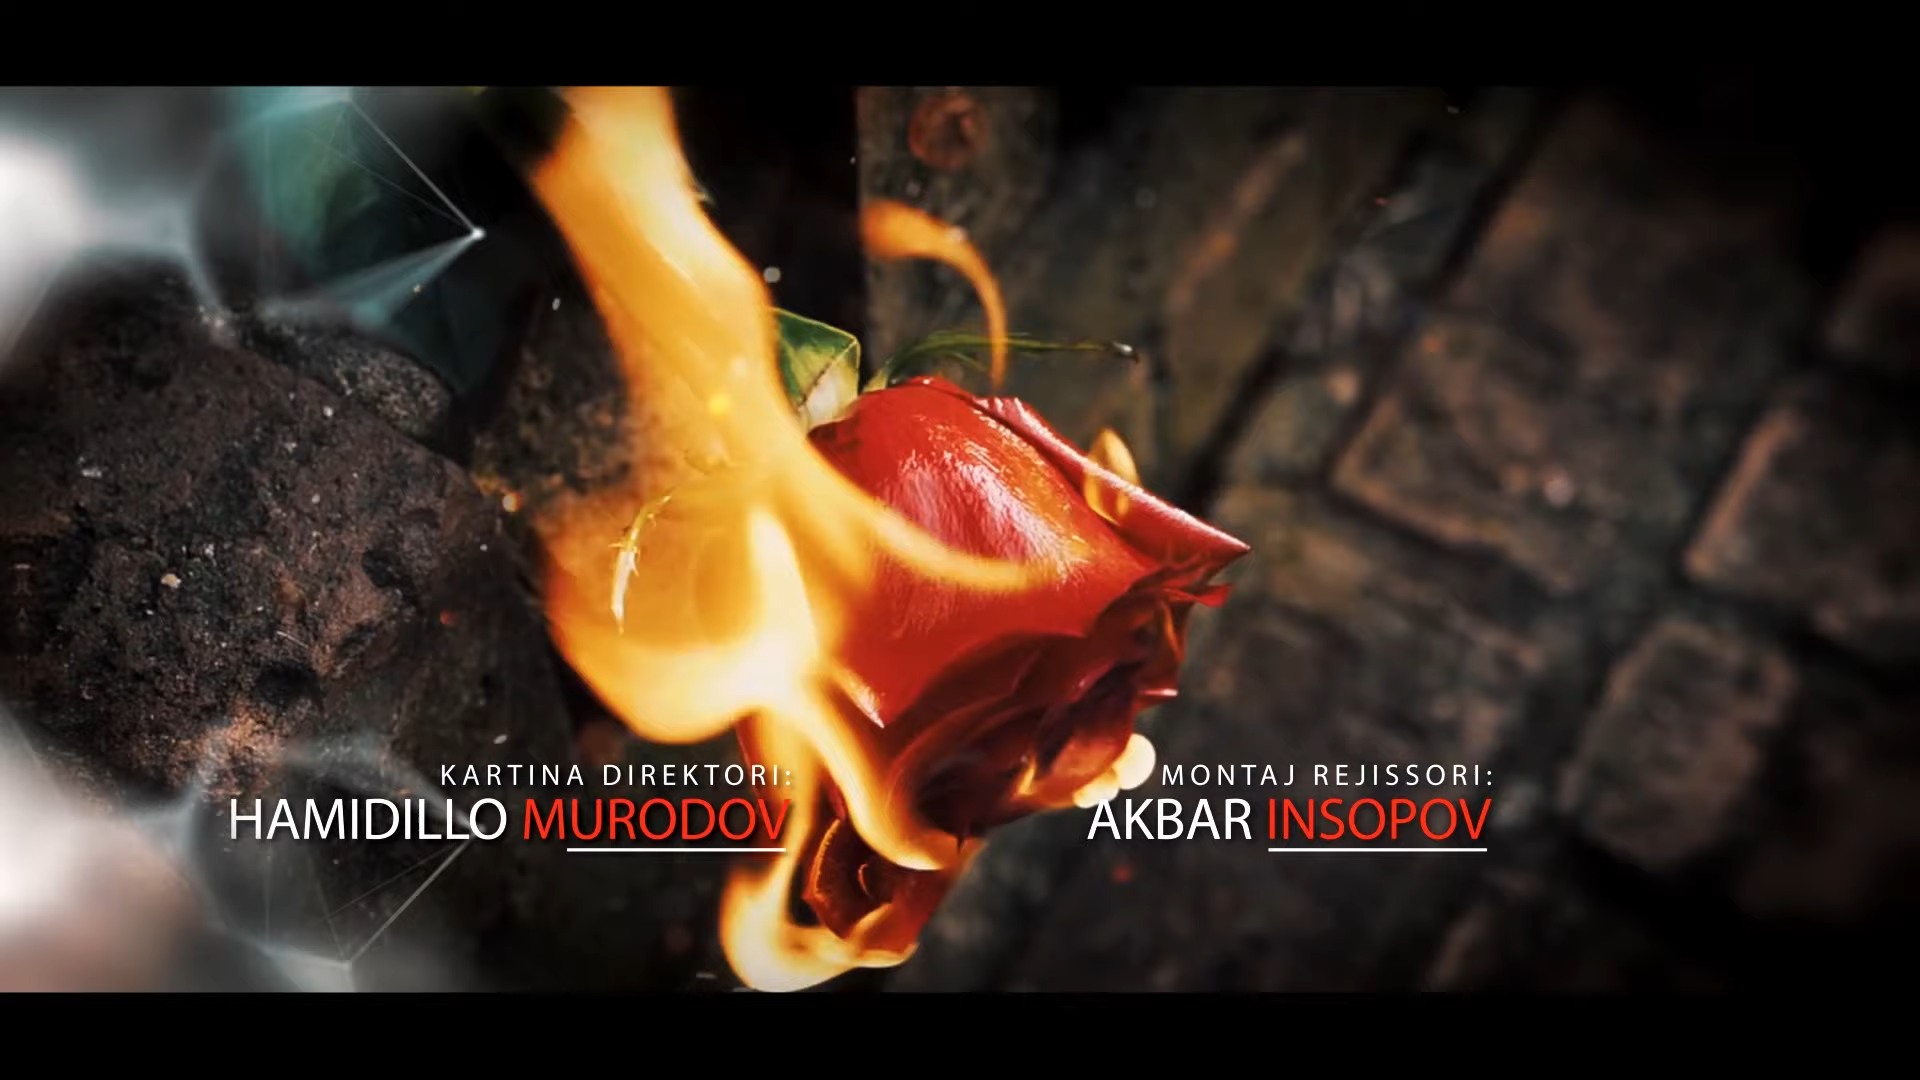 KARTINA DIREKTORI:
HAMIDILLO MURODOV
MONTAJ REJISSORI:
AKBAR INSOPOV